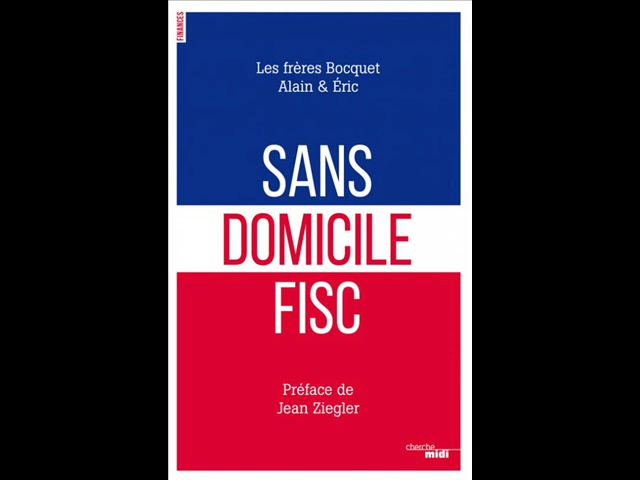 FINANCES
Les frères Bocquet
Alain & Éric
SANS
DOMICILE
FISC
Préface de
Jean Ziegler
cherche
midi